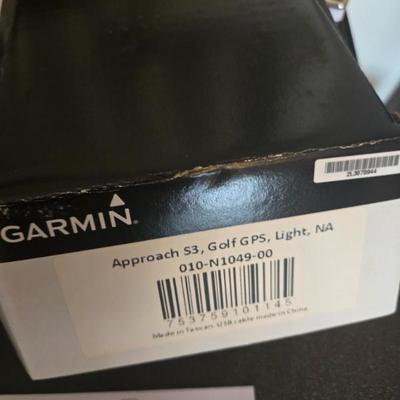 2L3070944
GARMIN
Approach S3, Golf GPS, Light, NA
010-N1049-00
753759101145
Made in Taiwan. USB cable made in China